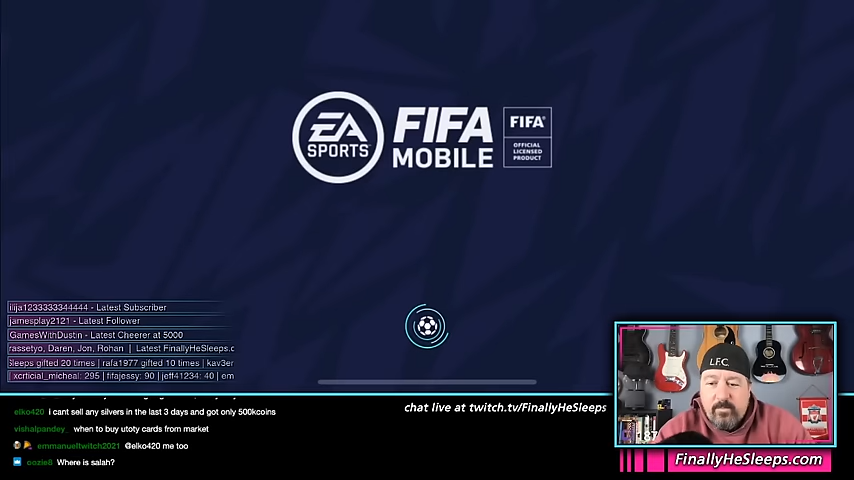 EA
SPORTS
FIFA
MOBILE
FIFA
OFFICIAL
LICENSED
PRODUCT
ilija1233333344444 - Latest Subscriber
jamesplay2121 - Latest Follower
GamesWithDustin - Latest Cheerer at 5000
rassetyo, Daren, Jon, Rohan | Latest FinallyHeSleeps.c
Sleeps gifted 20 times | rafa1977 gifted 10 times | kav3er
| xcrficial_micheal: 295 | fifajessy: 90 | jeff41234: 40 | em
elko420 i cant sell any silvers in the last 3 days and got only 500kcoins
vishalpandey_ when to buy utoty cards from market
emmanueltwitch2021 @elko420 me too
oozie8 Where is salah?
chat live at twitch.tv/FinallyHeSleeps
L.F.C.
87
FinallyHeSleeps.com